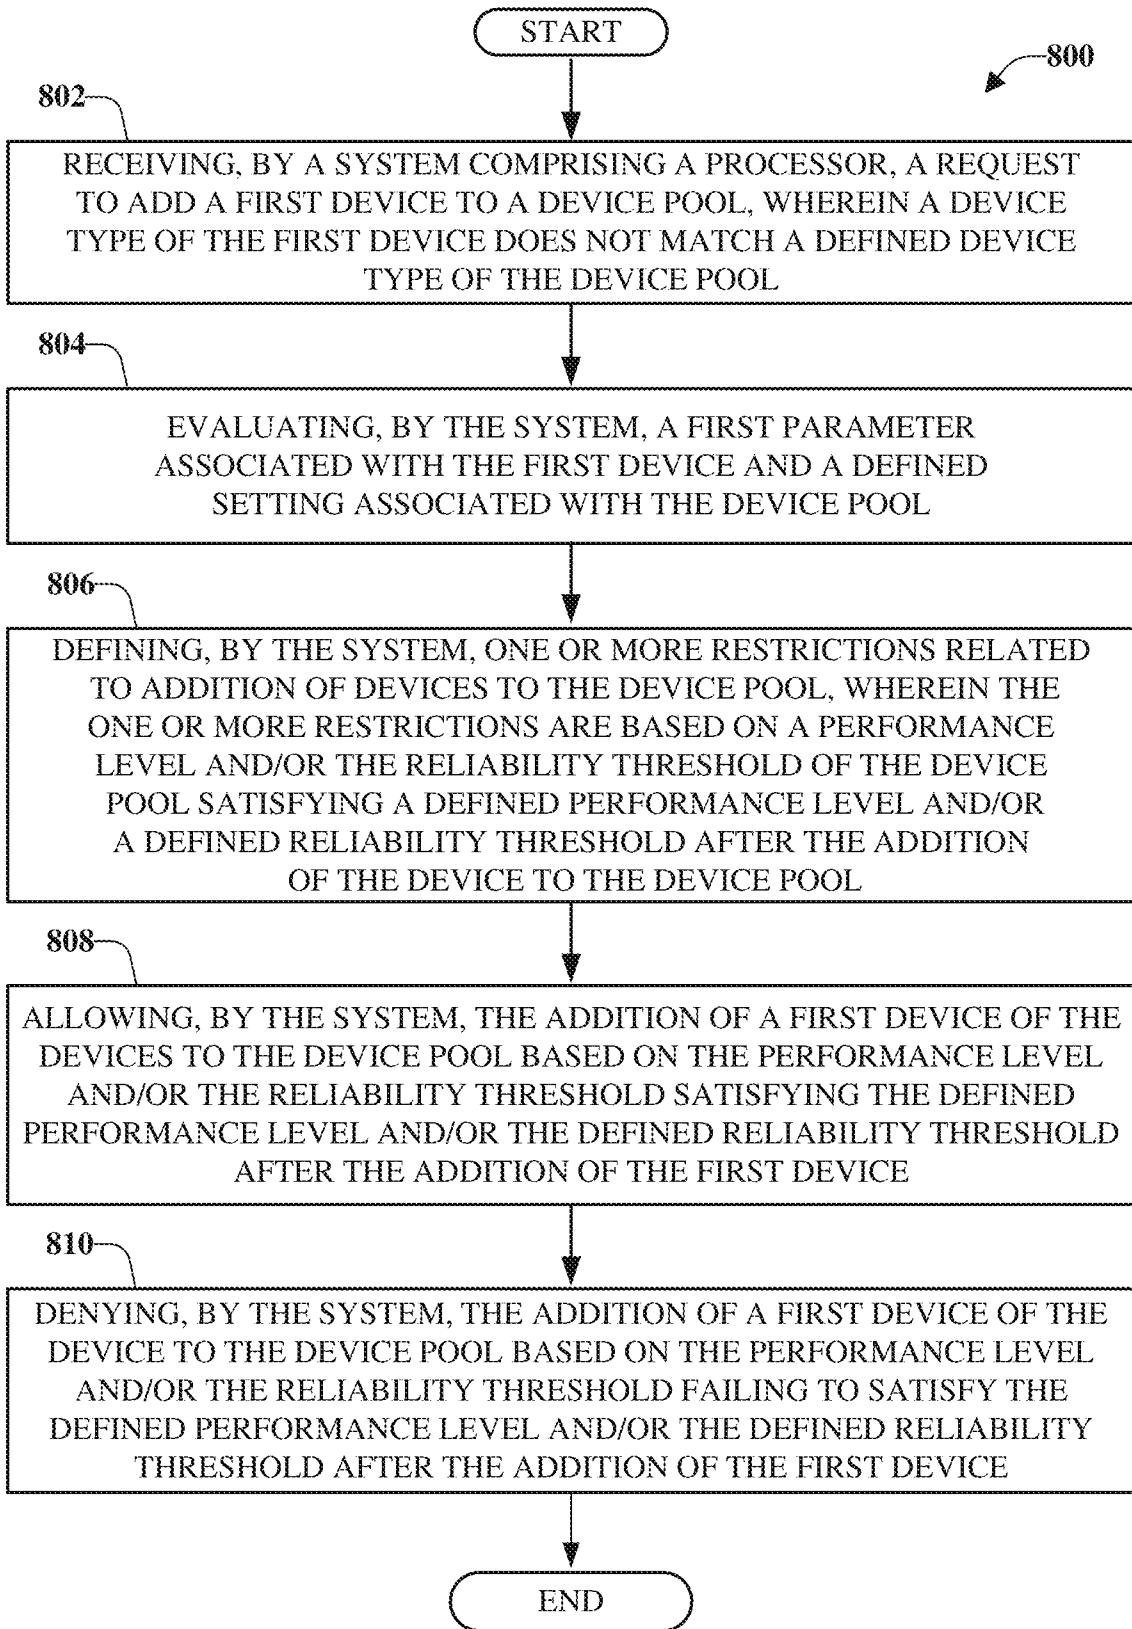 START
800
802
RECEIVING, BY A SYSTEM COMPRISING A PROCESSOR, A REQUEST
TO ADD A FIRST DEVICE TO A DEVICE POOL, WHEREIN A DEVICE
TYPE OF THE FIRST DEVICE DOES NOT MATCH A DEFINED DEVICE
TYPE OF THE DEVICE POOL
804
EVALUATING, BY THE SYSTEM, A FIRST PARAMETER
ASSOCIATED WITH THE FIRST DEVICE AND A DEFINED
SETTING ASSOCIATED WITH THE DEVICE POOL
806
DEFINING, BY THE SYSTEM, ONE OR MORE RESTRICTIONS RELATED
TO ADDITION OF DEVICES TO THE DEVICE POOL, WHEREIN THE
ONE OR MORE RESTRICTIONS ARE BASED ON A PERFORMANCE
LEVEL AND/OR THE RELIABILITY THRESHOLD OF THE DEVICE
POOL SATISFYING A DEFINED PERFORMANCE LEVEL AND/OR
A DEFINED RELIABILITY THRESHOLD AFTER THE ADDITION
OF THE DEVICE TO THE DEVICE POOL
808
ALLOWING, BY THE SYSTEM, THE ADDITION OF A FIRST DEVICE OF THE
DEVICES TO THE DEVICE POOL BASED ON THE PERFORMANCE LEVEL
AND/OR THE RELIABILITY THRESHOLD SATISFYING THE DEFINED
PERFORMANCE LEVEL AND/OR THE DEFINED RELIABILITY THRESHOLD
AFTER THE ADDITION OF THE FIRST DEVICE
810
DENYING, BY THE SYSTEM, THE ADDITION OF A FIRST DEVICE OF THE
DEVICE TO THE DEVICE POOL BASED ON THE PERFORMANCE LEVEL
AND/OR THE RELIABILITY THRESHOLD FAILING TO SATISFY THE
DEFINED PERFORMANCE LEVEL AND/OR THE DEFINED RELIABILITY
THRESHOLD AFTER THE ADDITION OF THE FIRST DEVICE
END